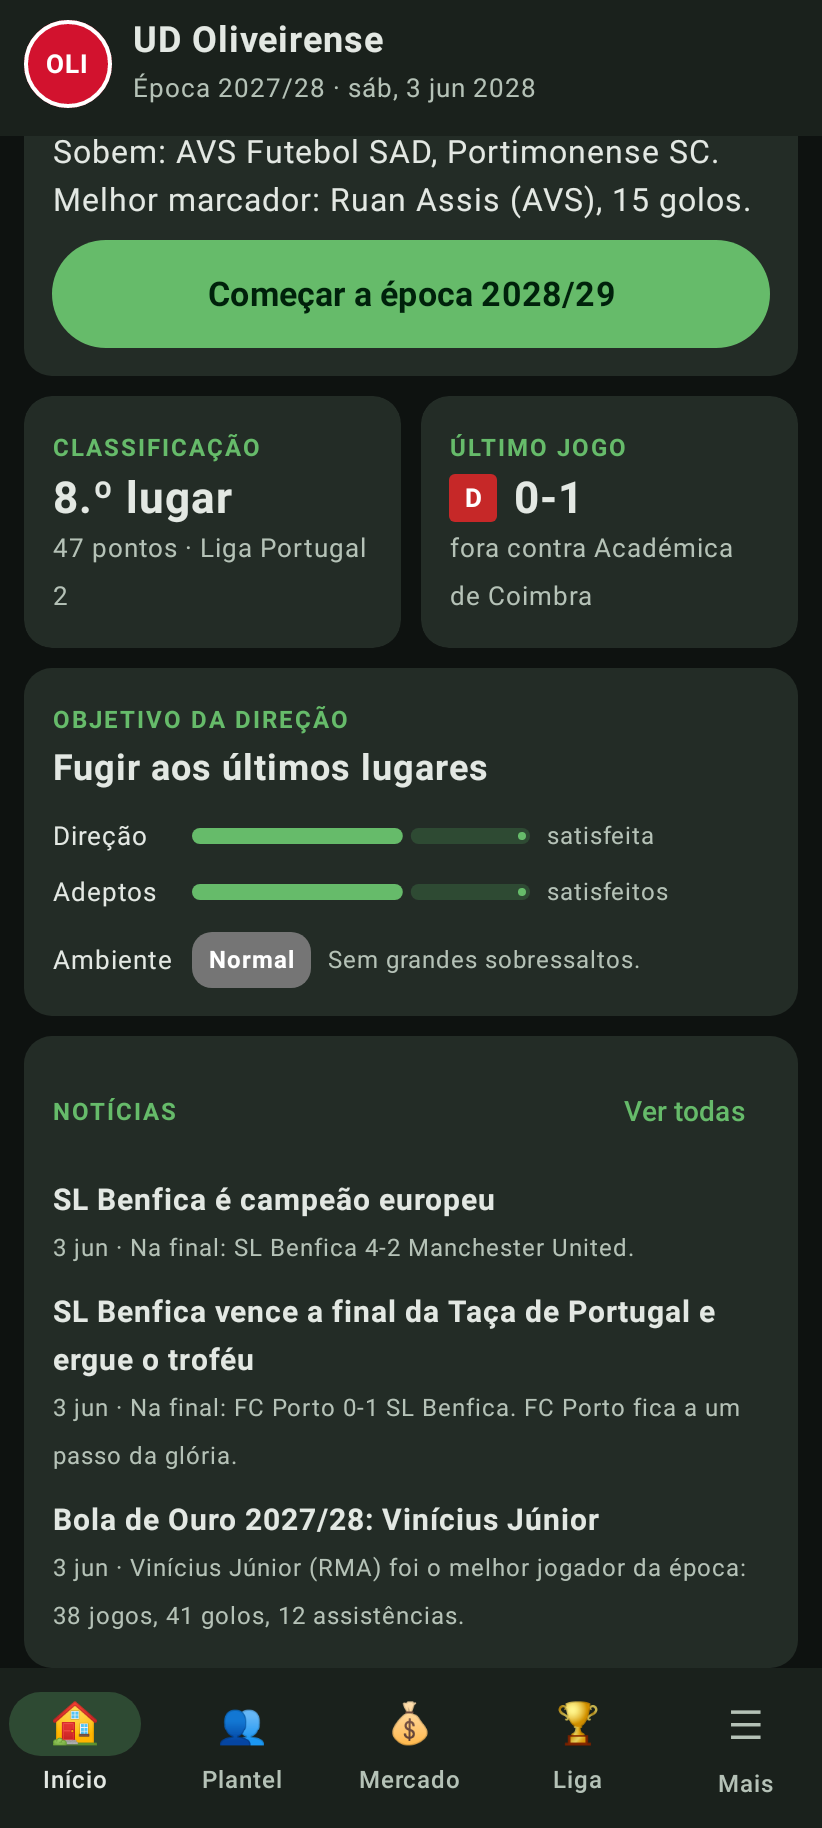 OLI
UD Oliveirense
Época 2027/28 · sáb, 3 jun 2028
Sobem: AVS Futebol SAD, Portimonense SC.
Melhor marcador: Ruan Assis (AVS), 15 golos.
Começar a época 2028/29
CLASSIFICAÇÃO
8.º lugar
47 pontos · Liga Portugal
2
ÚLTIMO JOGO
D 0-1
fora contra Académica
de Coimbra
OBJETIVO DA DIREÇÃO
Fugir aos últimos lugares
Direção satisfeita
Adeptos satisfeitos
Ambiente Normal Sem grandes sobressaltos.
NOTÍCIAS Ver todas
SL Benfica é campeão europeu
3 jun · Na final: SL Benfica 4-2 Manchester United.
SL Benfica vence a final da Taça de Portugal e
ergue o troféu
3 jun · Na final: FC Porto 0-1 SL Benfica. FC Porto fica a um
passo da glória.
Bola de Ouro 2027/28: Vinícius Júnior
3 jun · Vinícius Júnior (RMA) foi o melhor jogador da época:
38 jogos, 41 golos, 12 assistências.
Início Plantel Mercado Liga Mais